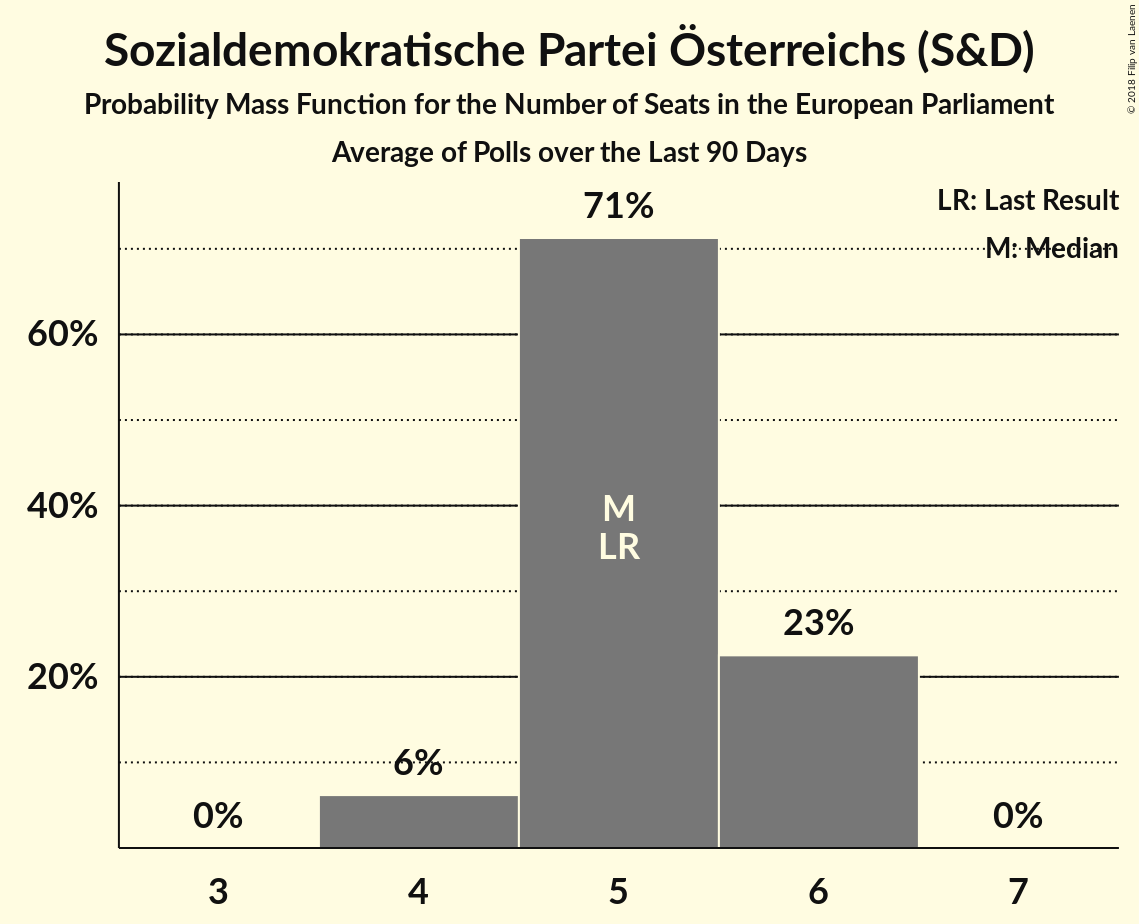 Sozialdemokratische Partei Österreichs (S&D)
Probability Mass Function for the Number of Seats in the European Parliament
Average of Polls over the Last 90 Days
© 2018 Filip van Laenen
LR: Last Result
M: Median
71%
60%
40%
M
LR
23%
20%
6%
0%
0%
3 4 5 6 7